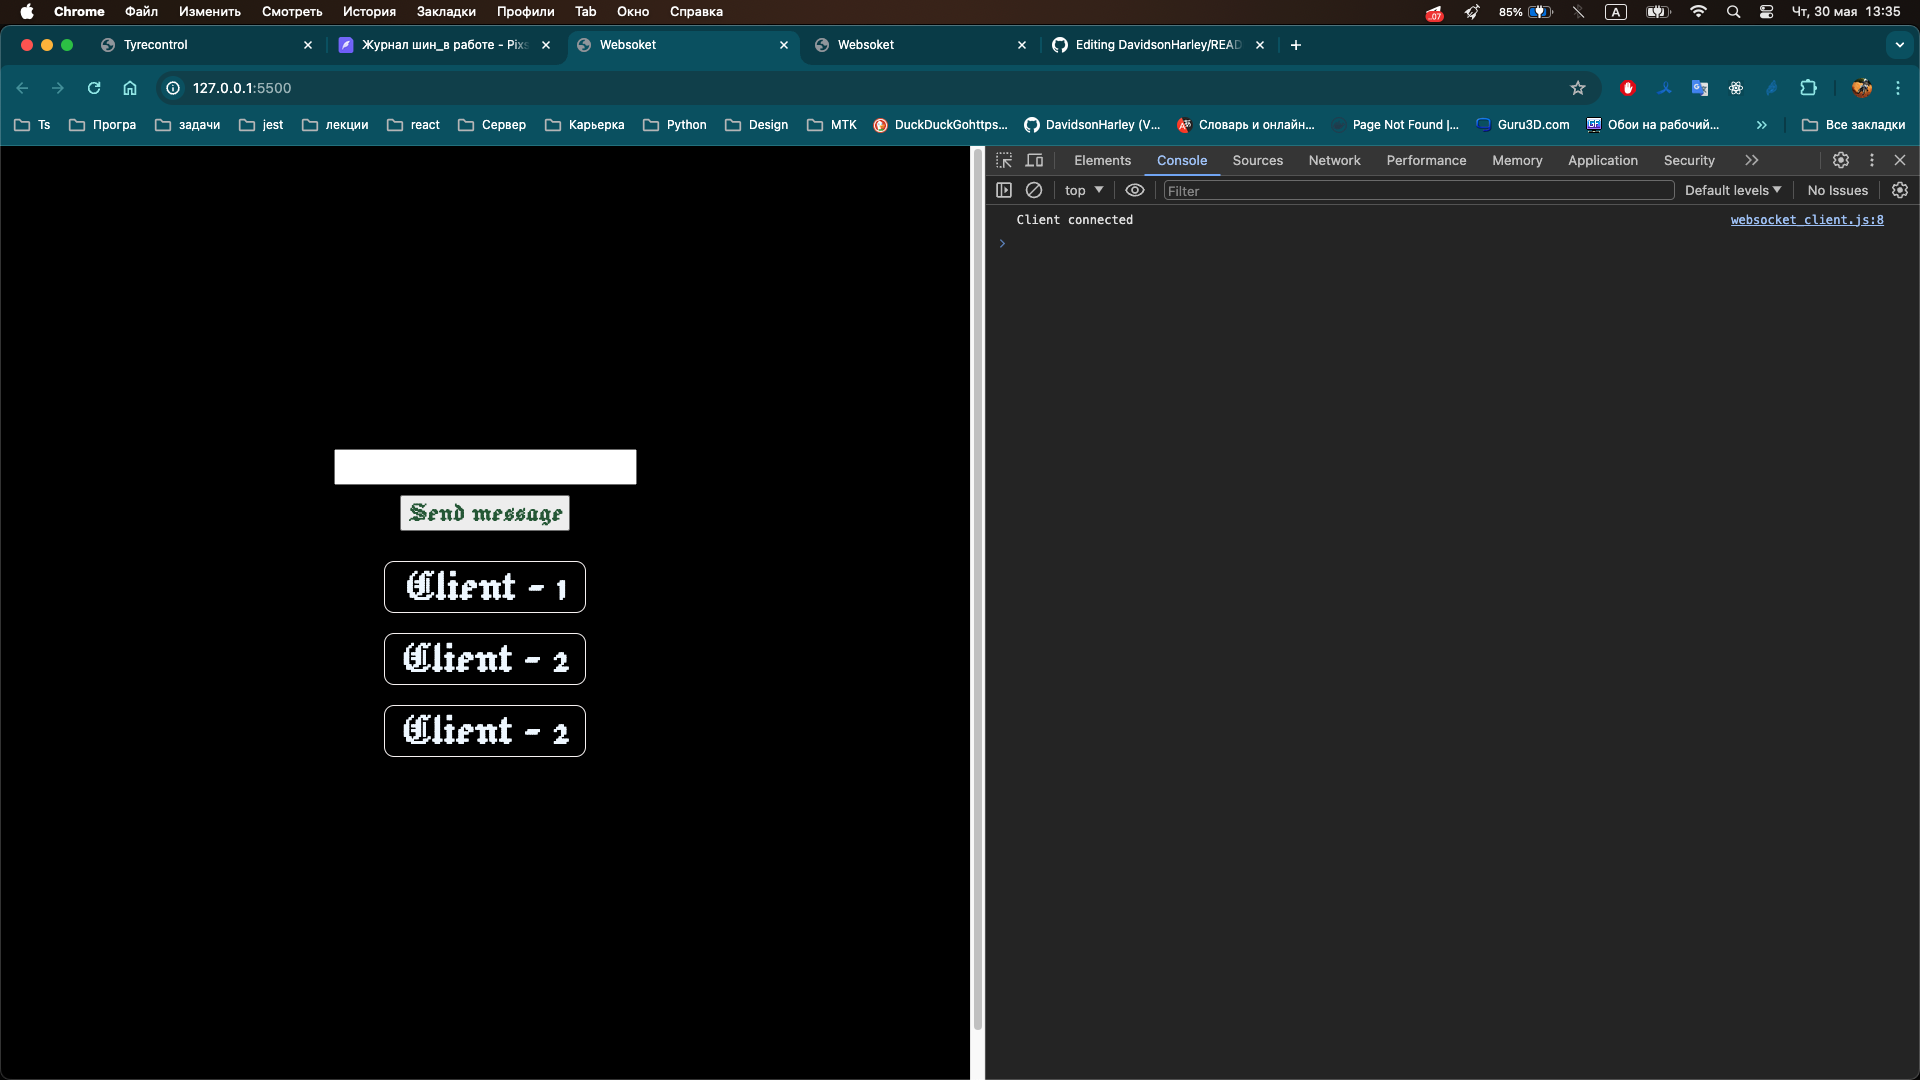 Chrome Файл Изменить Смотреть История Закладки Профили Tab Окно Справка .07 85% A Чт, 30 мая 13:35
Tyrecontrol Журнал шин_в работе - Pixs Websoket Websoket Editing DavidsonHarley/READ
127.0.0.1:5500
Ts Програ задачи jest лекции react Сервер Карьерка Python Design MTK DuckDuckGohttps... DavidsonHarley (V... Словарь и онлайн... Page Not Found |... Guru3D.com Обои на рабочий... Все закладки
Elements Console Sources Network Performance Memory Application Security
top Filter Default levels No Issues
Client connected websocket_client.js:8
Send message
Client - 1
Client - 2
Client - 2